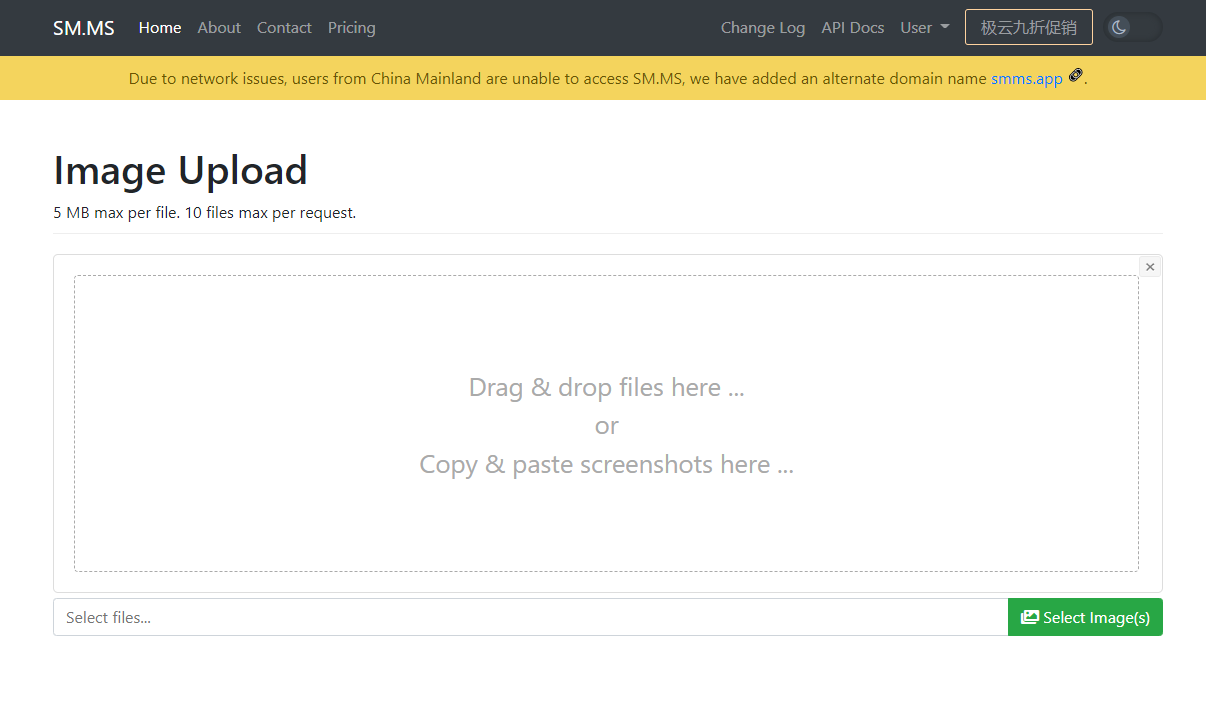 SM.MS Home About Contact Pricing Change Log API Docs User 极云九折促销
Due to network issues, users from China Mainland are unable to access SM.MS, we have added an alternate domain name smms.app .
Image Upload
5 MB max per file. 10 files max per request.
Drag & drop files here ...
or
Copy & paste screenshots here ...
Select files... Select Image(s)